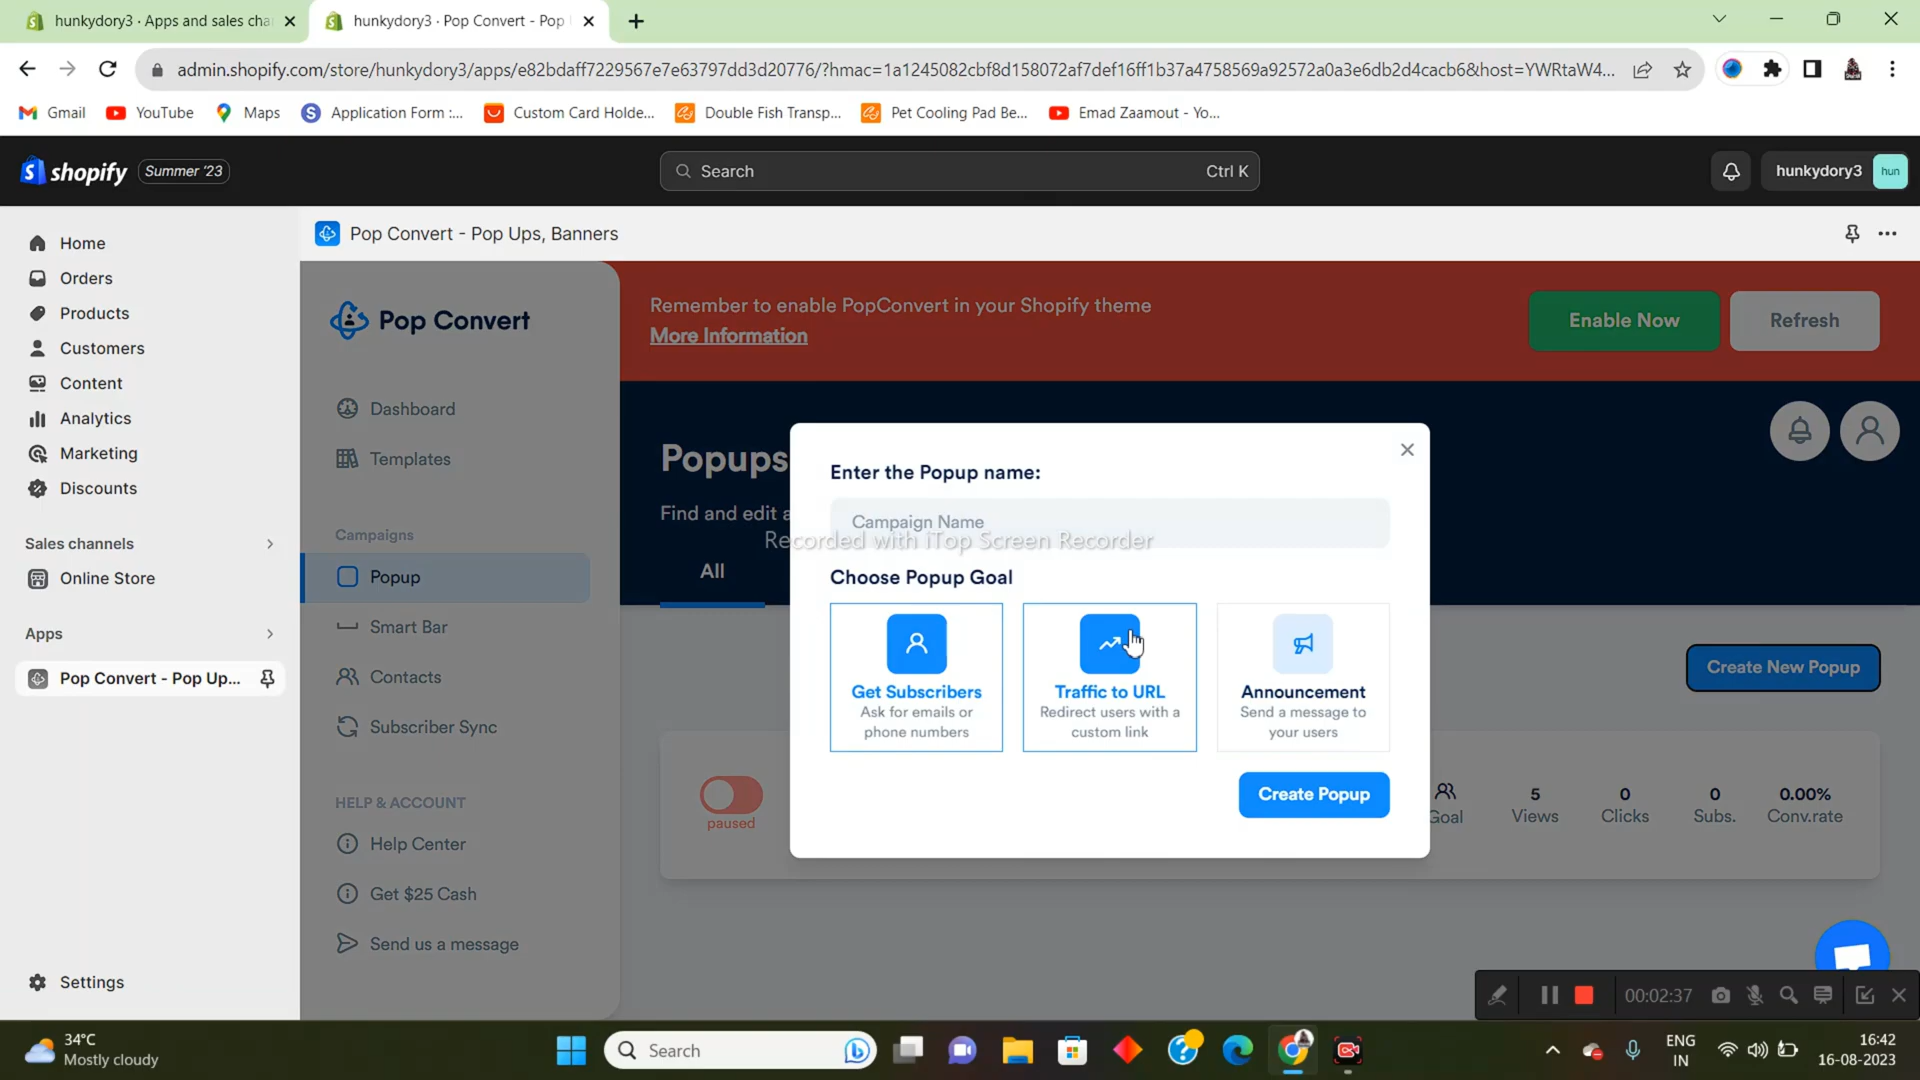 hunkydory3 · Apps and sales cha
hunkydory3 · Pop Convert - Pop
admin.shopify.com/store/hunkydory3/apps/e82bdaff7229567e7e63797dd3d20776/?hmac=1a1245082cbf8d158072af7def16ff1b37a4758569a92572a0a3e6db2d4cacb6&host=YWRtaW4...
Gmail
YouTube
Maps
Application Form :...
Custom Card Holde...
Double Fish Transp...
Pet Cooling Pad Be...
Emad Zaamout - Yo...
shopify
Summer '23
Search
Ctrl K
hunkydory3
hun
Home
Orders
Products
Customers
Content
Analytics
Marketing
Discounts
Sales channels
Online Store
Apps
Pop Convert - Pop Up...
Settings
Pop Convert - Pop Ups, Banners
Pop Convert
Dashboard
Templates
Campaigns
Popup
Smart Bar
Contacts
Subscriber Sync
HELP & ACCOUNT
Help Center
Get $25 Cash
Send us a message
Remember to enable PopConvert in your Shopify theme
More Information
Enable Now
Refresh
Popups
Find and edit a
All
Create New Popup
paused
Goal
5
Views
0
Clicks
0
Subs.
0.00%
Conv.rate
Enter the Popup name:
Campaign Name
Recorded with iTop Screen Recorder
Choose Popup Goal
Get Subscribers
Ask for emails or
phone numbers
Traffic to URL
Redirect users with a
custom link
Announcement
Send a message to
your users
Create Popup
00:02:37
34°C
Mostly cloudy
Search
ENG
IN
16:42
16-08-2023